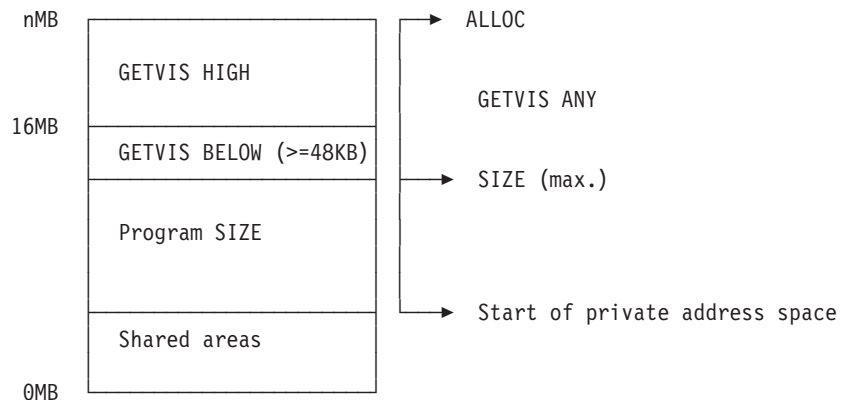 nMB
ALLOC
GETVIS HIGH
GETVIS ANY
16MB
GETVIS BELOW (>=48KB)
SIZE (max.)
Program SIZE
Start of private address space
Shared areas
0MB